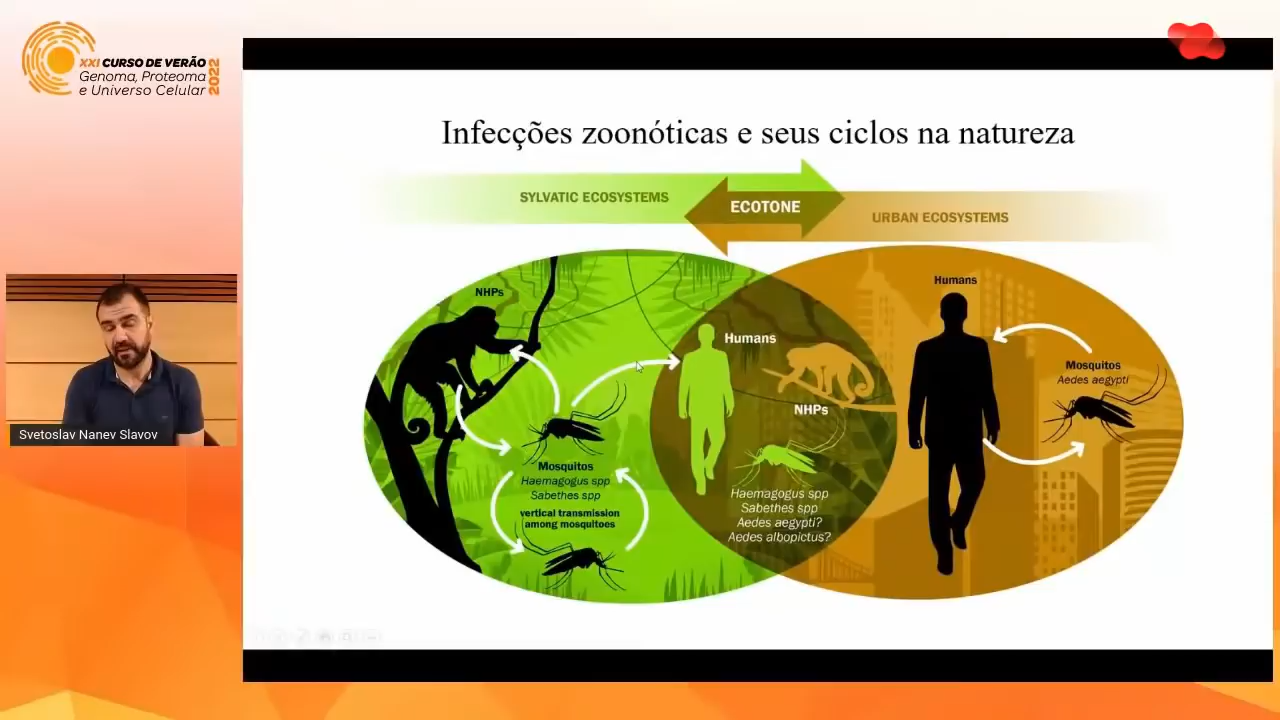 XXI CURSO DE VERÃO
Genoma, Proteoma
e Universo Celular
2022
Infecções zoonóticas e seus ciclos na natureza
SYLVATIC ECOSYSTEMS
ECOTONE
URBAN ECOSYSTEMS
NHPs
Mosquitos
Haemagogus spp
Sabethes spp
vertical transmission
among mosquitoes
Humans
NHPs
Haemagogus spp
Sabethes spp
Aedes aegypti?
Aedes albopictus?
Humans
Mosquitos
Aedes aegypti
Svetoslav Nanev Slavov